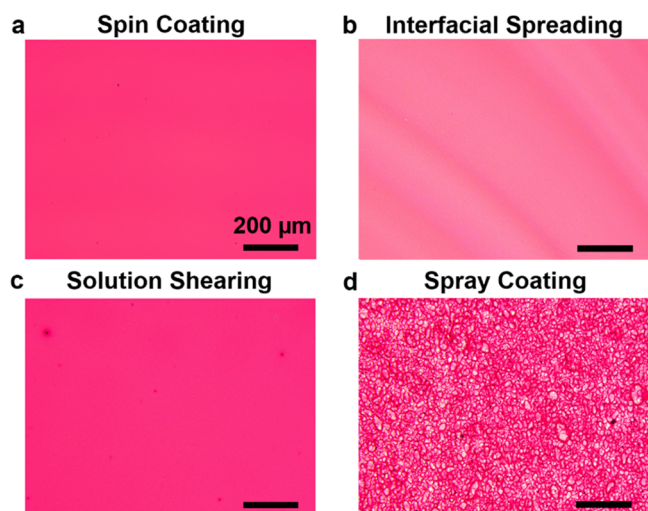 a Spin Coating
b Interfacial Spreading
200 µm
c Solution Shearing
d Spray Coating